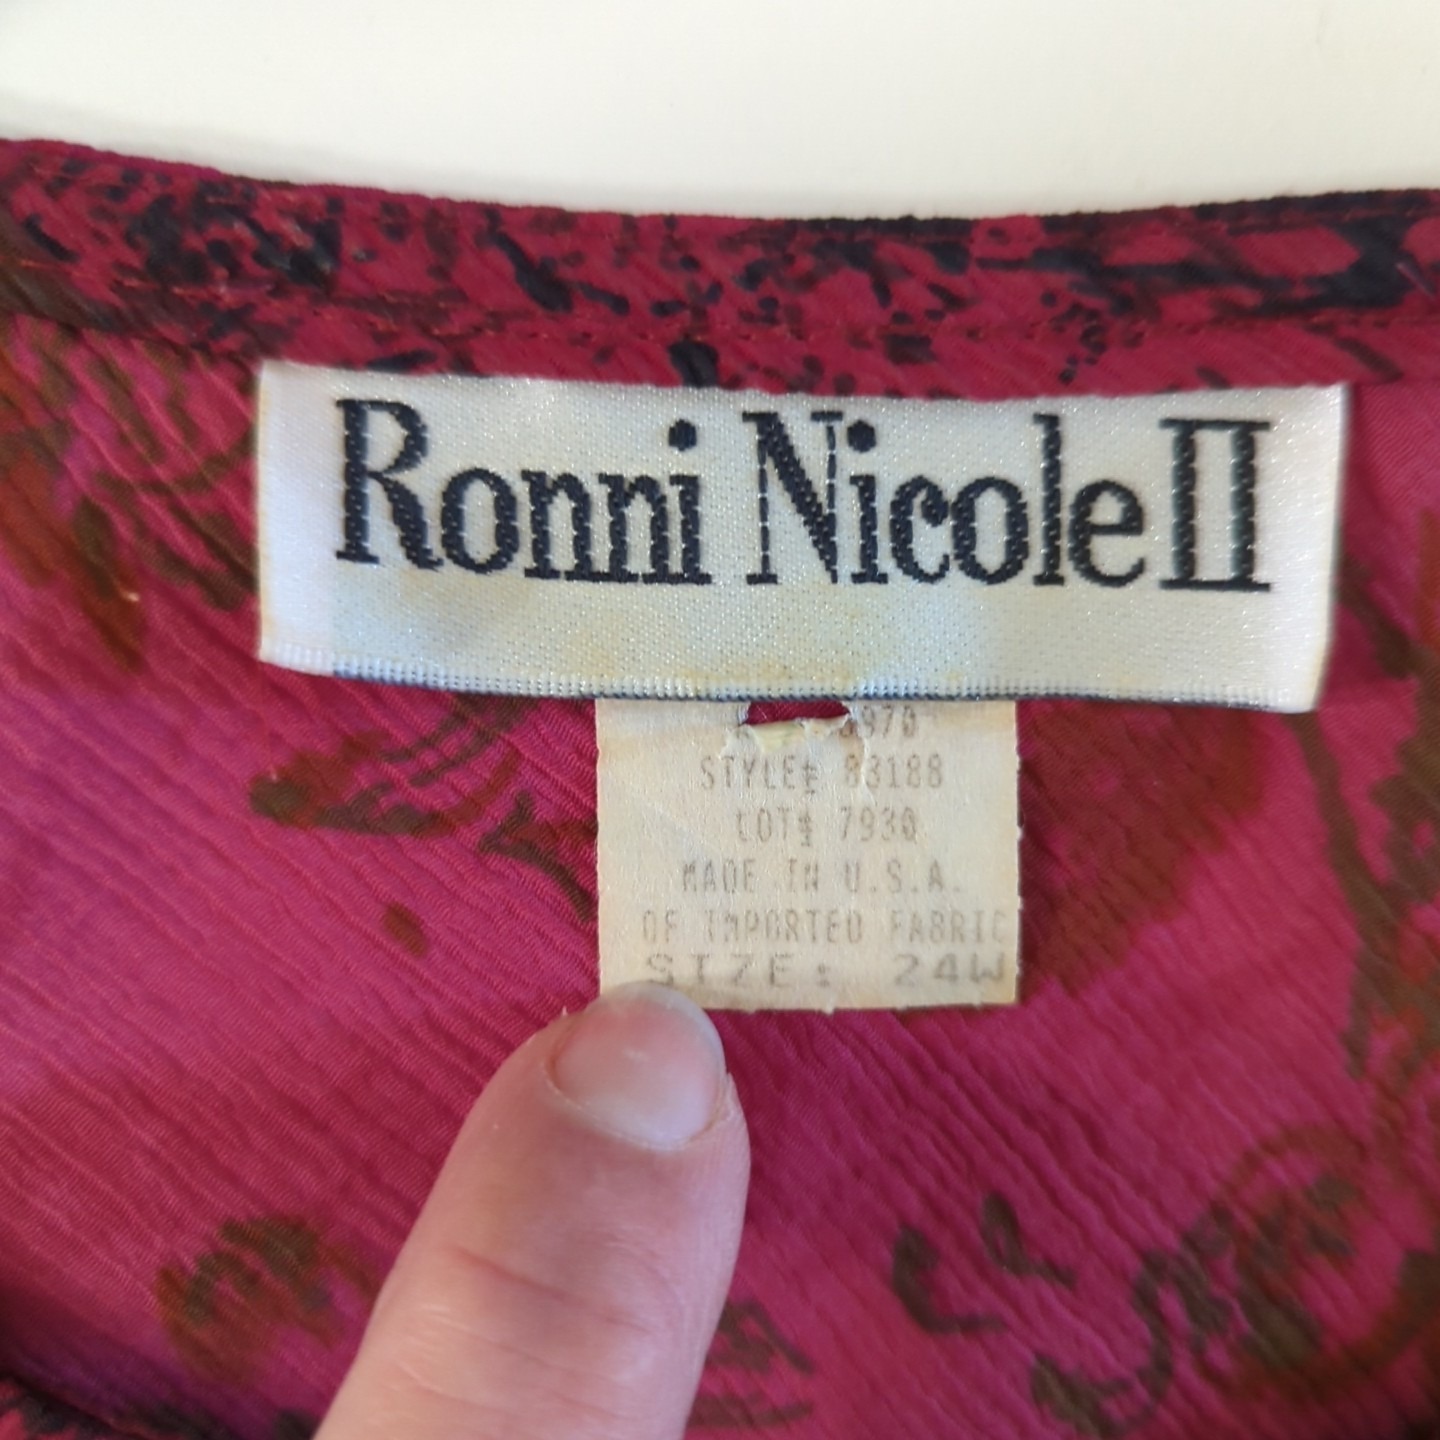 Ronni Nicole II
STYLE# 83188
LOT# 7930
MADE IN U.S.A.
OF IMPORTED FABRIC
SIZE: 24W